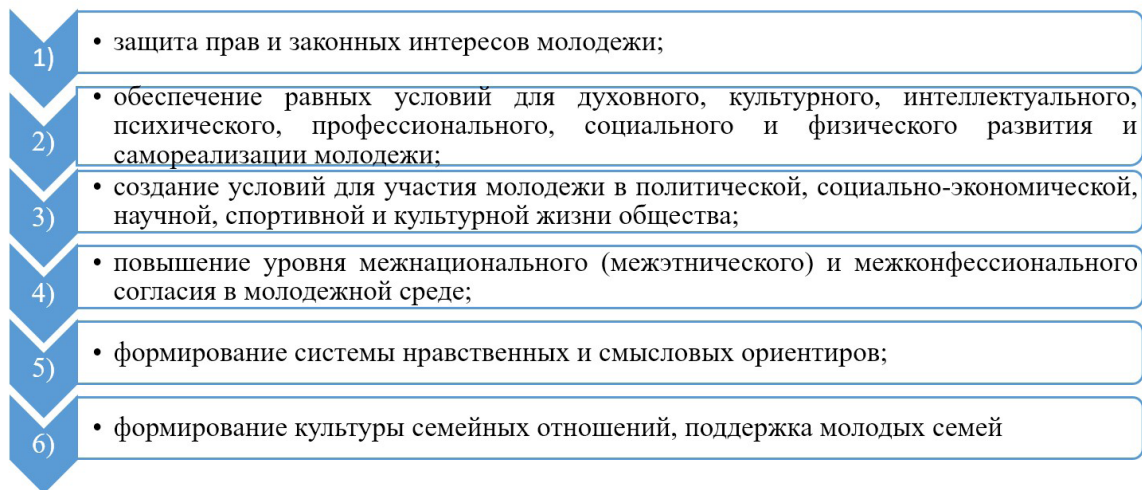 1)
• защита прав и законных интересов молодежи;
2)
• обеспечение равных условий для духовного, культурного, интеллектуального,
психического, профессионального, социального и физического развития и
самореализации молодежи;
3)
• создание условий для участия молодежи в политической, социально-экономической,
научной, спортивной и культурной жизни общества;
4)
• повышение уровня межнационального (межэтнического) и межконфессионального
согласия в молодежной среде;
5)
• формирование системы нравственных и смысловых ориентиров;
6)
• формирование культуры семейных отношений, поддержка молодых семей